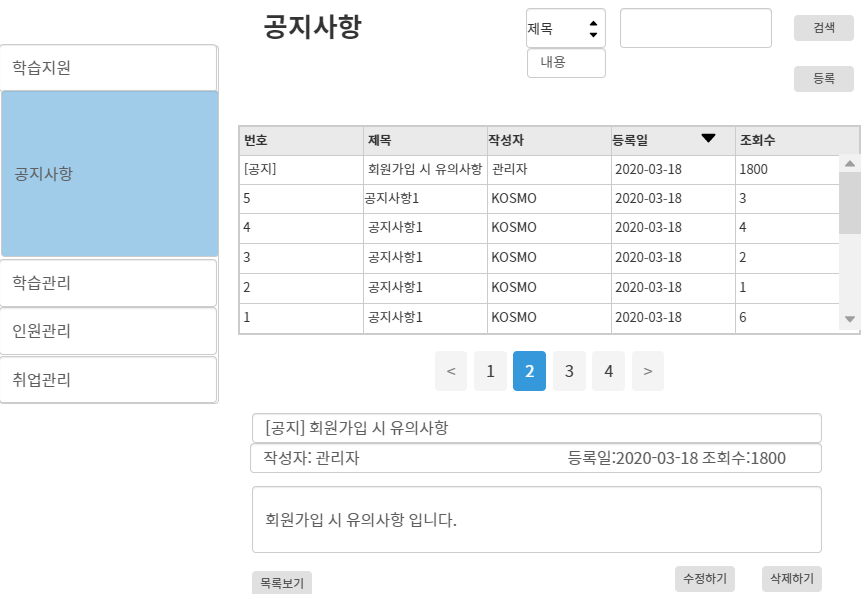 공지사항
제목
내용
검색
등록
학습지원
공지사항
학습관리
인원관리
취업관리
번호 제목 작성자 등록일 조회수
[공지] 회원가입 시 유의사항 관리자 2020-03-18 1800
5 공지사항1 KOSMO 2020-03-18 3
4 공지사항1 KOSMO 2020-03-18 4
3 공지사항1 KOSMO 2020-03-18 2
2 공지사항1 KOSMO 2020-03-18 1
1 공지사항1 KOSMO 2020-03-18 6
< 1 2 3 4 >
[공지] 회원가입 시 유의사항
작성자: 관리자 등록일:2020-03-18 조회수:1800
회원가입 시 유의사항 입니다.
목록보기 수정하기 삭제하기